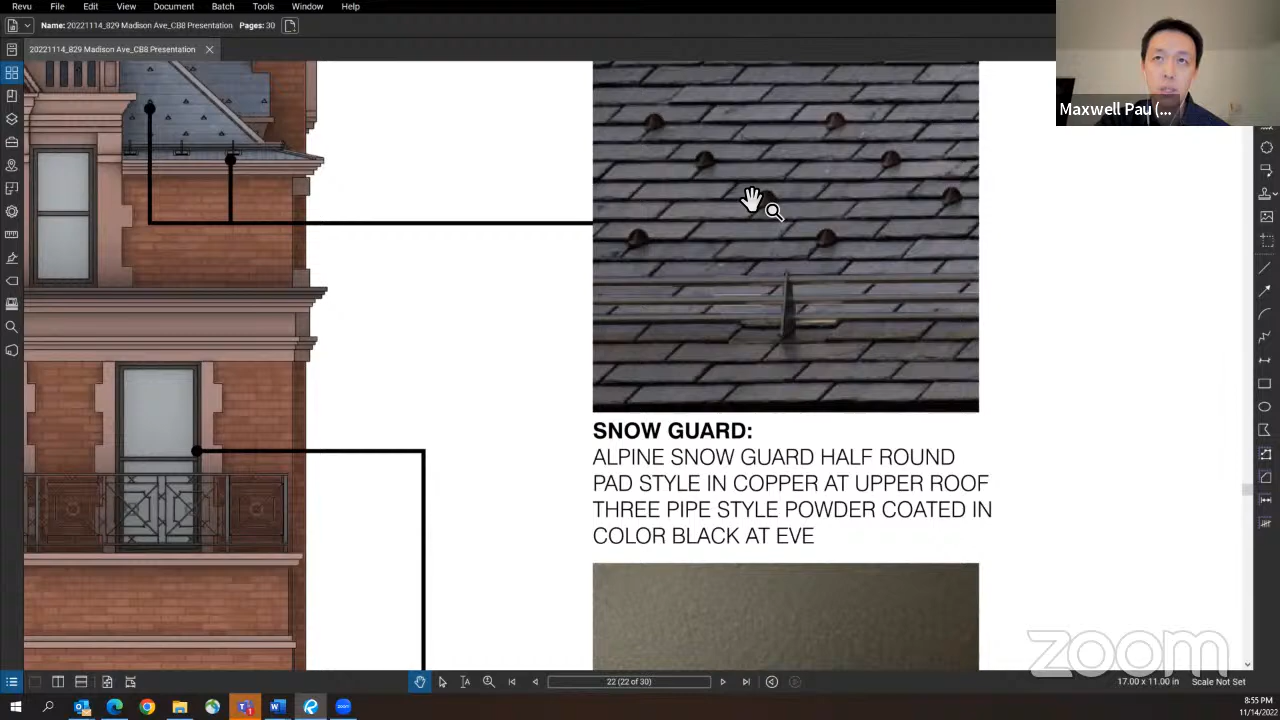 Revu File Edit View Document Batch Tools Window Help
Name: 20221114_829 Madison Ave_CB8 Presentation Pages: 30
20221114_829 Madison Ave_CB8 Presentation
Maxwell Pau (...
SNOW GUARD:
ALPINE SNOW GUARD HALF ROUND
PAD STYLE IN COPPER AT UPPER ROOF
THREE PIPE STYLE POWDER COATED IN
COLOR BLACK AT EVE
zoom
22 (22 of 30)
17.00 x 11.00 in Scale Not Set
8:55 PM
11/14/2022